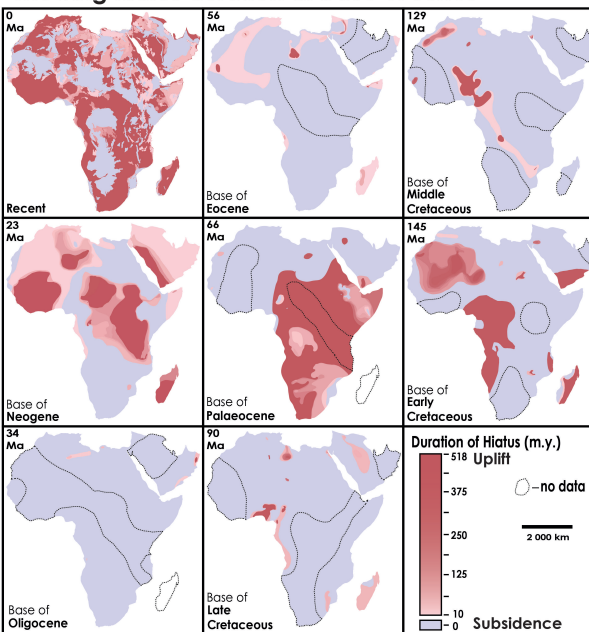 0
Ma
Recent
56
Ma
Base of
Eocene
129
Ma
Base of
Middle
Cretaceous
23
Ma
Base of
Neogene
66
Ma
Base of
Palaeocene
145
Ma
Base of
Early
Cretaceous
34
Ma
Base of
Oligocene
90
Ma
Base of
Late
Cretaceous
Duration of Hiatus (m.y.)
518 Uplift
375
250
125
10
0 Subsidence
–no data
2 000 km